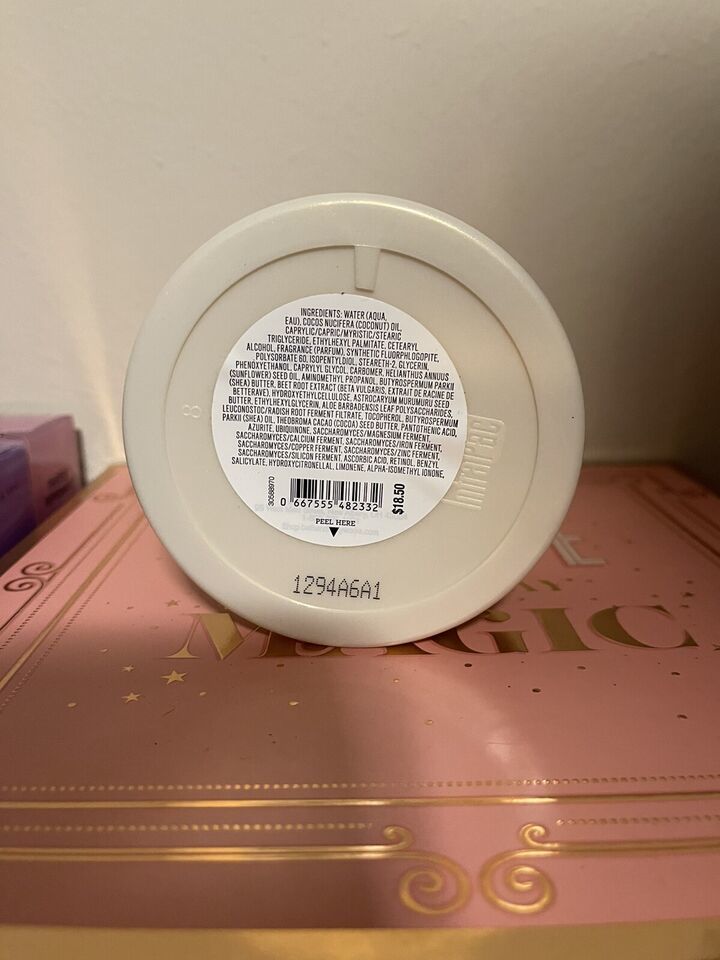 INGREDIENTS: WATER (AQUA,
EAU), COCOS NUCIFERA (COCONUT) OIL,
CAPRYLIC/CAPRIC/MYRISTIC/STEARIC
TRIGLYCERIDE, ETHYLHEXYL PALMITATE, CETEARYL
ALCOHOL, FRAGRANCE (PARFUM), SYNTHETIC FLUORPHLOGOPITE,
POLYSORBATE 60, ISOPENTYLDIOL, STEARETH-2, GLYCERIN,
PHENOXYETHANOL, CAPRYLYL GLYCOL, CARBOMER, HELIANTHUS ANNUUS
(SUNFLOWER) SEED OIL, AMINOMETHYL PROPANOL, BUTYROSPERMUM PARKII
(SHEA) BUTTER, BEET ROOT EXTRACT (BETA VULGARIS, EXTRAIT DE RACINE DE
BETTERAVE), HYDROXYETHYLCELLULOSE, ASTROCARYUM MURUMURU SEED
BUTTER, ETHYLHEXYLGLYCERIN, ALOE BARBADENSIS LEAF POLYSACCHARIDES,
LEUCONOSTOC/RADISH ROOT FERMENT FILTRATE, TOCOPHEROL, BUTYROSPERMUM
PARKII (SHEA) OIL, THEOBROMA CACAO (COCOA) SEED BUTTER, PANTOTHENIC ACID,
AZURITE, UBIQUINONE, SACCHAROMYCES/MAGNESIUM FERMENT,
SACCHAROMYCES/CALCIUM FERMENT, SACCHAROMYCES/IRON FERMENT,
SACCHAROMYCES/COPPER FERMENT, SACCHAROMYCES/ZINC FERMENT,
SACCHAROMYCES/SILICON FERMENT, ASCORBIC ACID, RETINOL, BENZYL
SALICYLATE, HYDROXYCITRONELLAL, LIMONENE, ALPHA-ISOMETHYL IONONE,
30588970
0 667555 482332
$18.50
PEEL HERE
1294A6A1
8
IntraPac
MAGIC